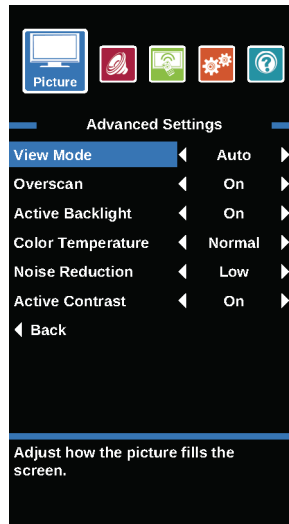 Picture
Advanced Settings
View Mode Auto
Overscan On
Active Backlight On
Color Temperature Normal
Noise Reduction Low
Active Contrast On
Back
Adjust how the picture fills the
screen.